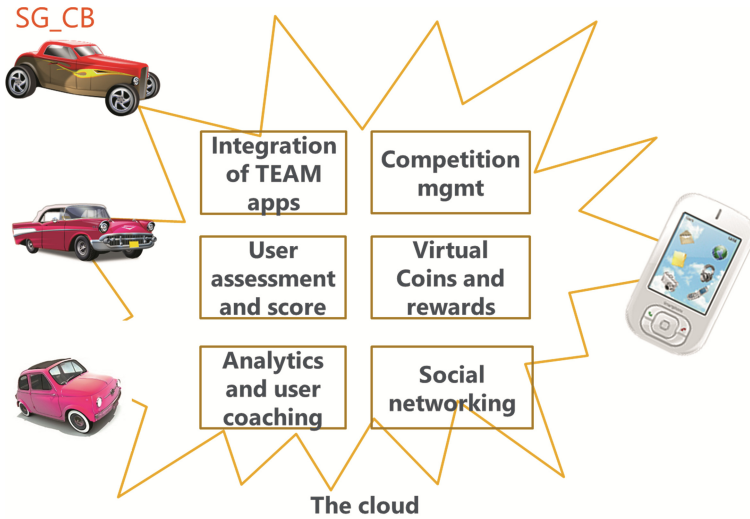 SG_CB
Integration
of TEAM
apps
Competition
mgmt
User
assessment
and score
Virtual
Coins and
rewards
Analytics
and user
coaching
Social
networking
The cloud